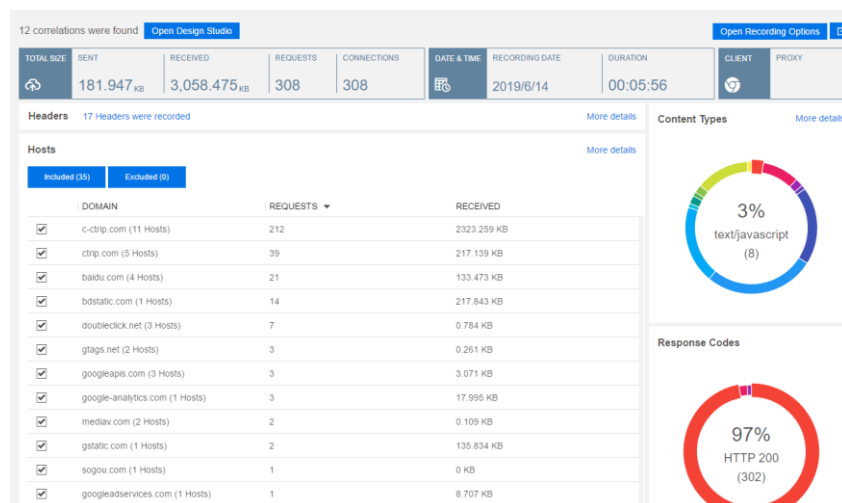 12 correlations were found Open Design Studio Open Recording Options
TOTAL SIZE SENT RECEIVED REQUESTS CONNECTIONS DATE & TIME RECORDING DATE DURATION CLIENT PROXY
181.947 KB 3,058.475 KB 308 308 2019/6/14 00:05:56
Headers 17 Headers were recorded More details
Content Types More details
Hosts More details
Included (35) Excluded (0)
DOMAIN REQUESTS RECEIVED
c-ctrip.com (11 Hosts) 212 2323.259 KB
ctrip.com (5 Hosts) 39 217.139 KB
baidu.com (4 Hosts) 21 133.473 KB
bdstatic.com (1 Hosts) 14 217.843 KB
doubleclick.net (3 Hosts) 7 0.784 KB
gtags.net (2 Hosts) 3 0.261 KB
googleapis.com (3 Hosts) 3 3.071 KB
google-analytics.com (1 Hosts) 3 17.995 KB
mediav.com (2 Hosts) 2 0.109 KB
gstatic.com (1 Hosts) 2 135.834 KB
sogou.com (1 Hosts) 1 0 KB
googleadservices.com (1 Hosts) 1 8.707 KB
3%
text/javascript
(8)
Response Codes
97%
HTTP 200
(302)